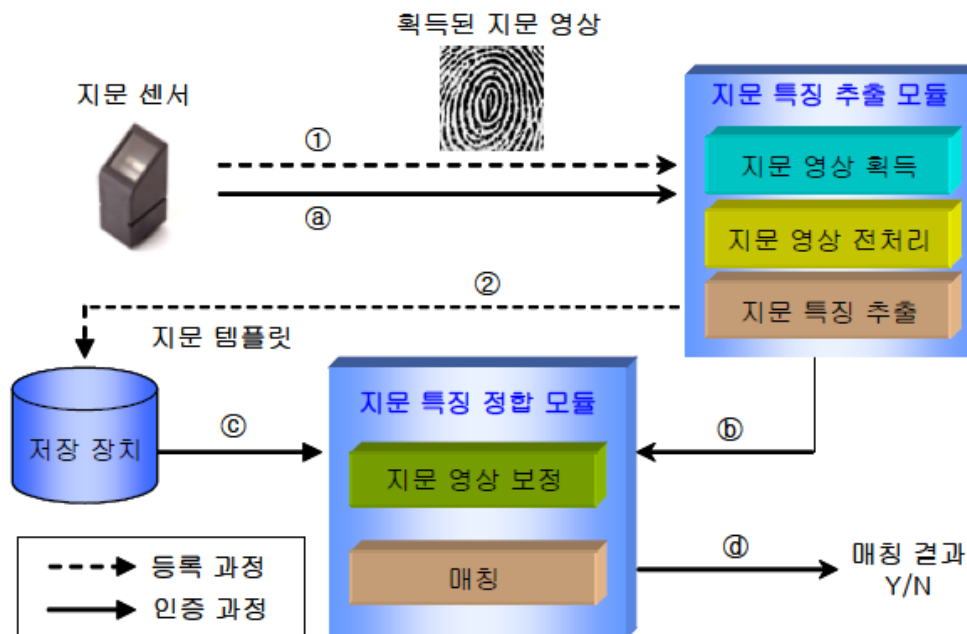 획득된 지문 영상
지문 센서
지문 특징 추출 모듈
①
지문 영상 획득
ⓐ
지문 영상 전처리
②
지문 특징 추출
지문 템플릿
지문 특징 정합 모듈
저장 장치
ⓒ
ⓑ
지문 영상 보정
등록 과정
인증 과정
매칭
ⓓ
매칭 결과
Y/N